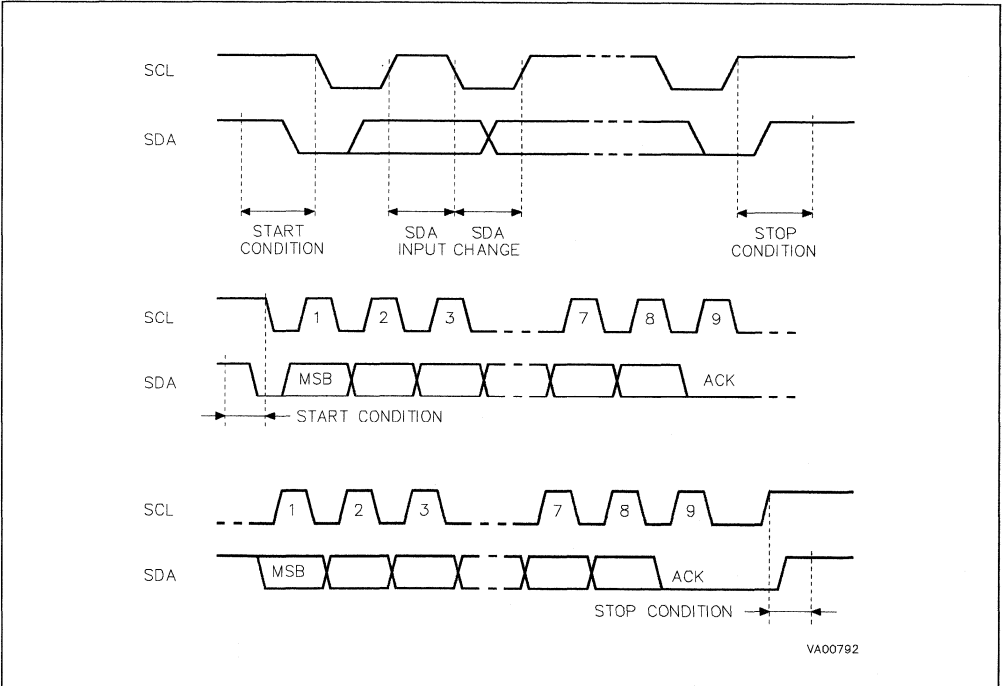 SCL
SDA
START
CONDITION
SDA
INPUT
SDA
CHANGE
STOP
CONDITION
SCL
1 2 3 7 8 9
SDA
MSB
ACK
START CONDITION
SCL
1 2 3 7 8 9
SDA
MSB
ACK
STOP CONDITION
VA00792